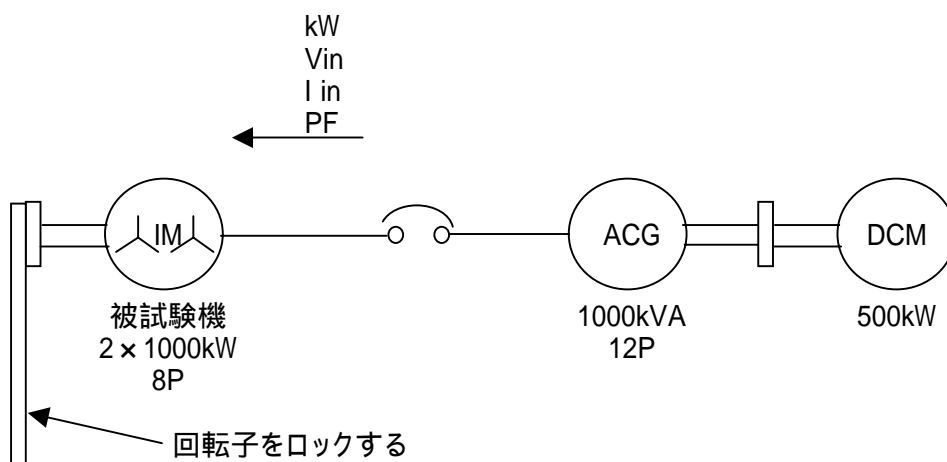 kW
Vin
I in
PF
IM
ACG
DCM
被試験機
2 × 1000kW
8P
1000kVA
12P
500kW
回転子をロックする